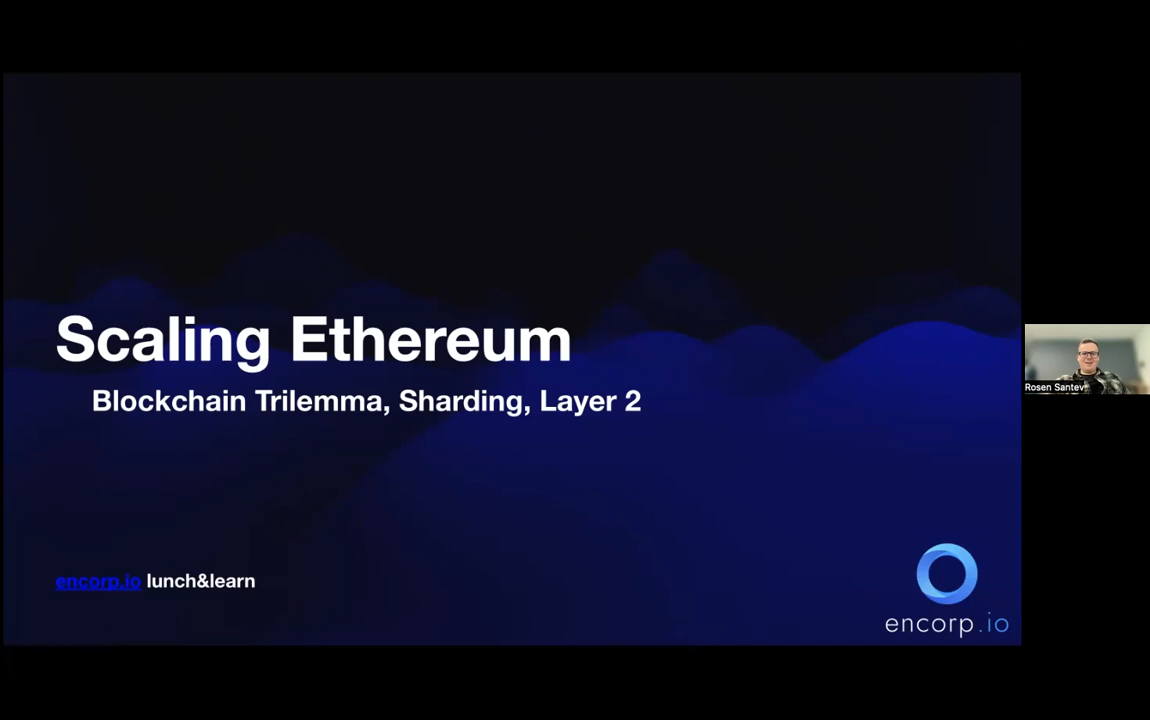 Scaling Ethereum
Blockchain Trilemma, Sharding, Layer 2
Rosen Santev
encorp.io lunch&learn
encorp.io